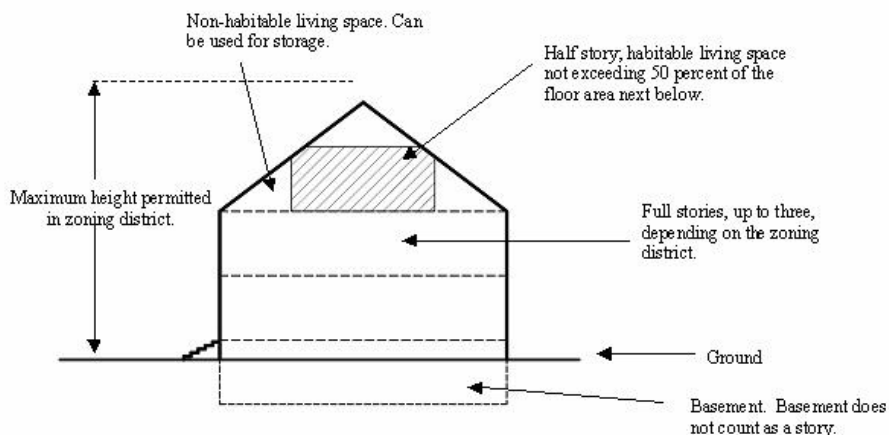 Non-habitable living space. Can
be used for storage.
Half story, habitable living space
not exceeding 50 percent of the
floor area next below.
Maximum height permitted
in zoning district.
Full stories, up to three,
depending on the zoning
district.
Ground
Basement. Basement does
not count as a story.